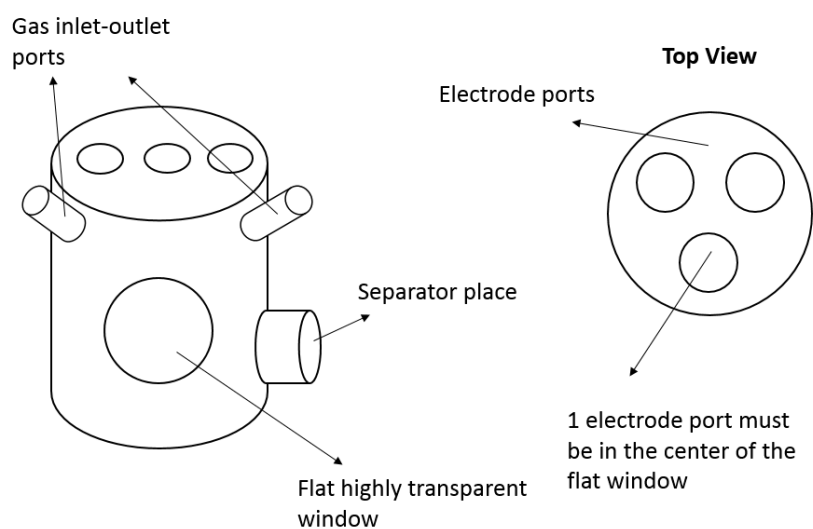 Gas inlet-outlet
ports
Top View
Electrode ports
Separator place
1 electrode port must
be in the center of the
flat window
Flat highly transparent
window